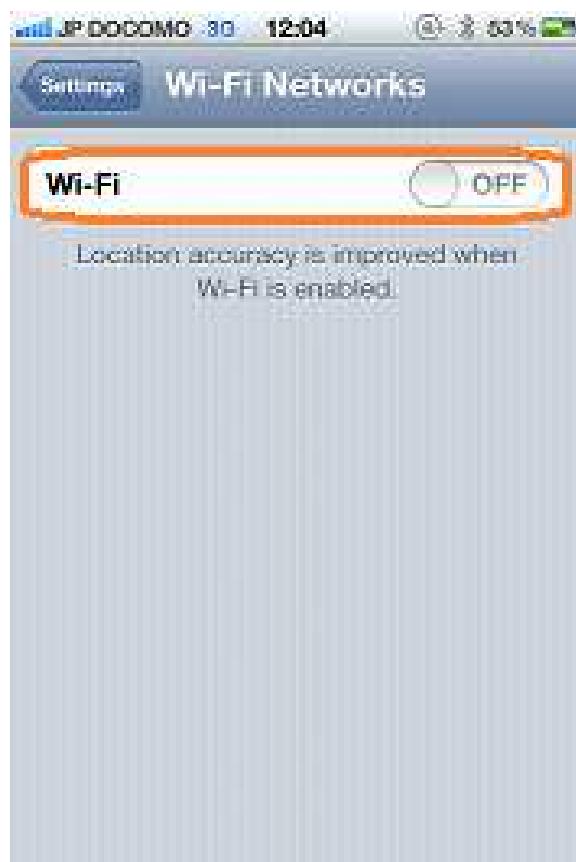 JP DOCOMO 3G 12:04 53%
Settings Wi-Fi Networks
Wi-Fi OFF
Location accuracy is improved when
Wi-Fi is enabled.